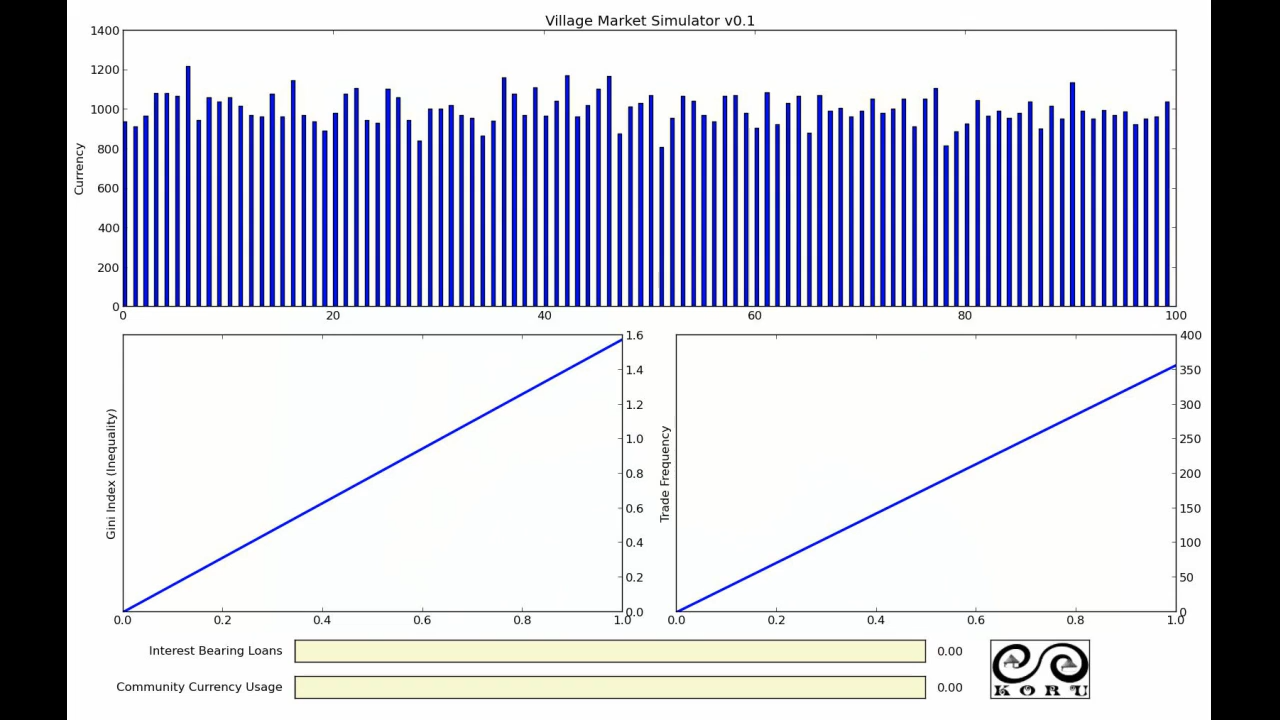 Village Market Simulator v0.1
1400
1200
1000
800
600
400
200
0
Currency
0 20 40 60 80 100
1.6
1.4
1.2
1.0
0.8
0.6
0.4
0.2
0.0
Gini Index (Inequality)
0.0 0.2 0.4 0.6 0.8 1.0
400
350
300
250
200
150
100
50
0
Trade Frequency
0.0 0.2 0.4 0.6 0.8 1.0
Interest Bearing Loans 0.00
Community Currency Usage 0.00
KORU